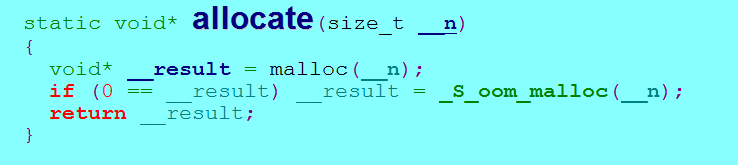 static void* allocate(size_t __n)
{
void* __result = malloc(__n);
if (0 == __result) __result = _S_oom_malloc(__n);
return __result;
}